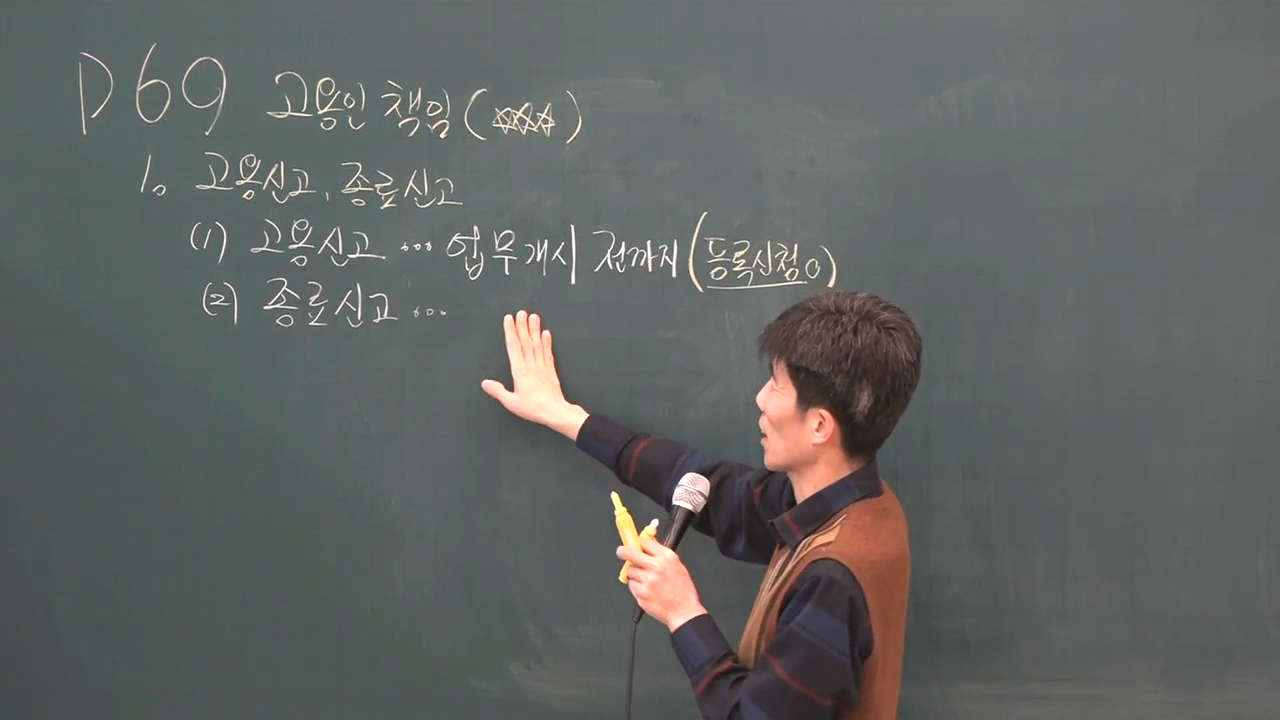 P69 고용인 책임 (☆☆☆)
1. 고용신고, 종료신고
(1) 고용신고 … 업무개시 전까지 (등록신청 o)
(2) 종료신고 …